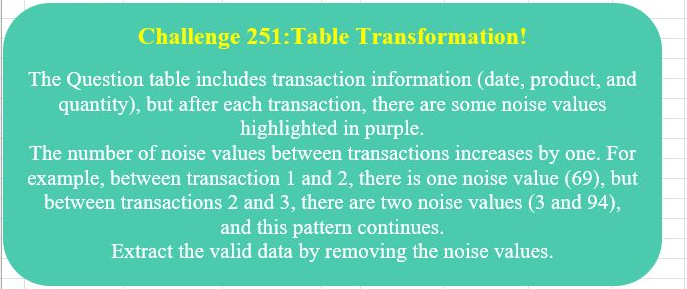 Challenge 251:Table Transformation!
The Question table includes transaction information (date, product, and
quantity), but after each transaction, there are some noise values
highlighted in purple.
The number of noise values between transactions increases by one. For
example, between transaction 1 and 2, there is one noise value (69), but
between transactions 2 and 3, there are two noise values (3 and 94),
and this pattern continues.
Extract the valid data by removing the noise values.